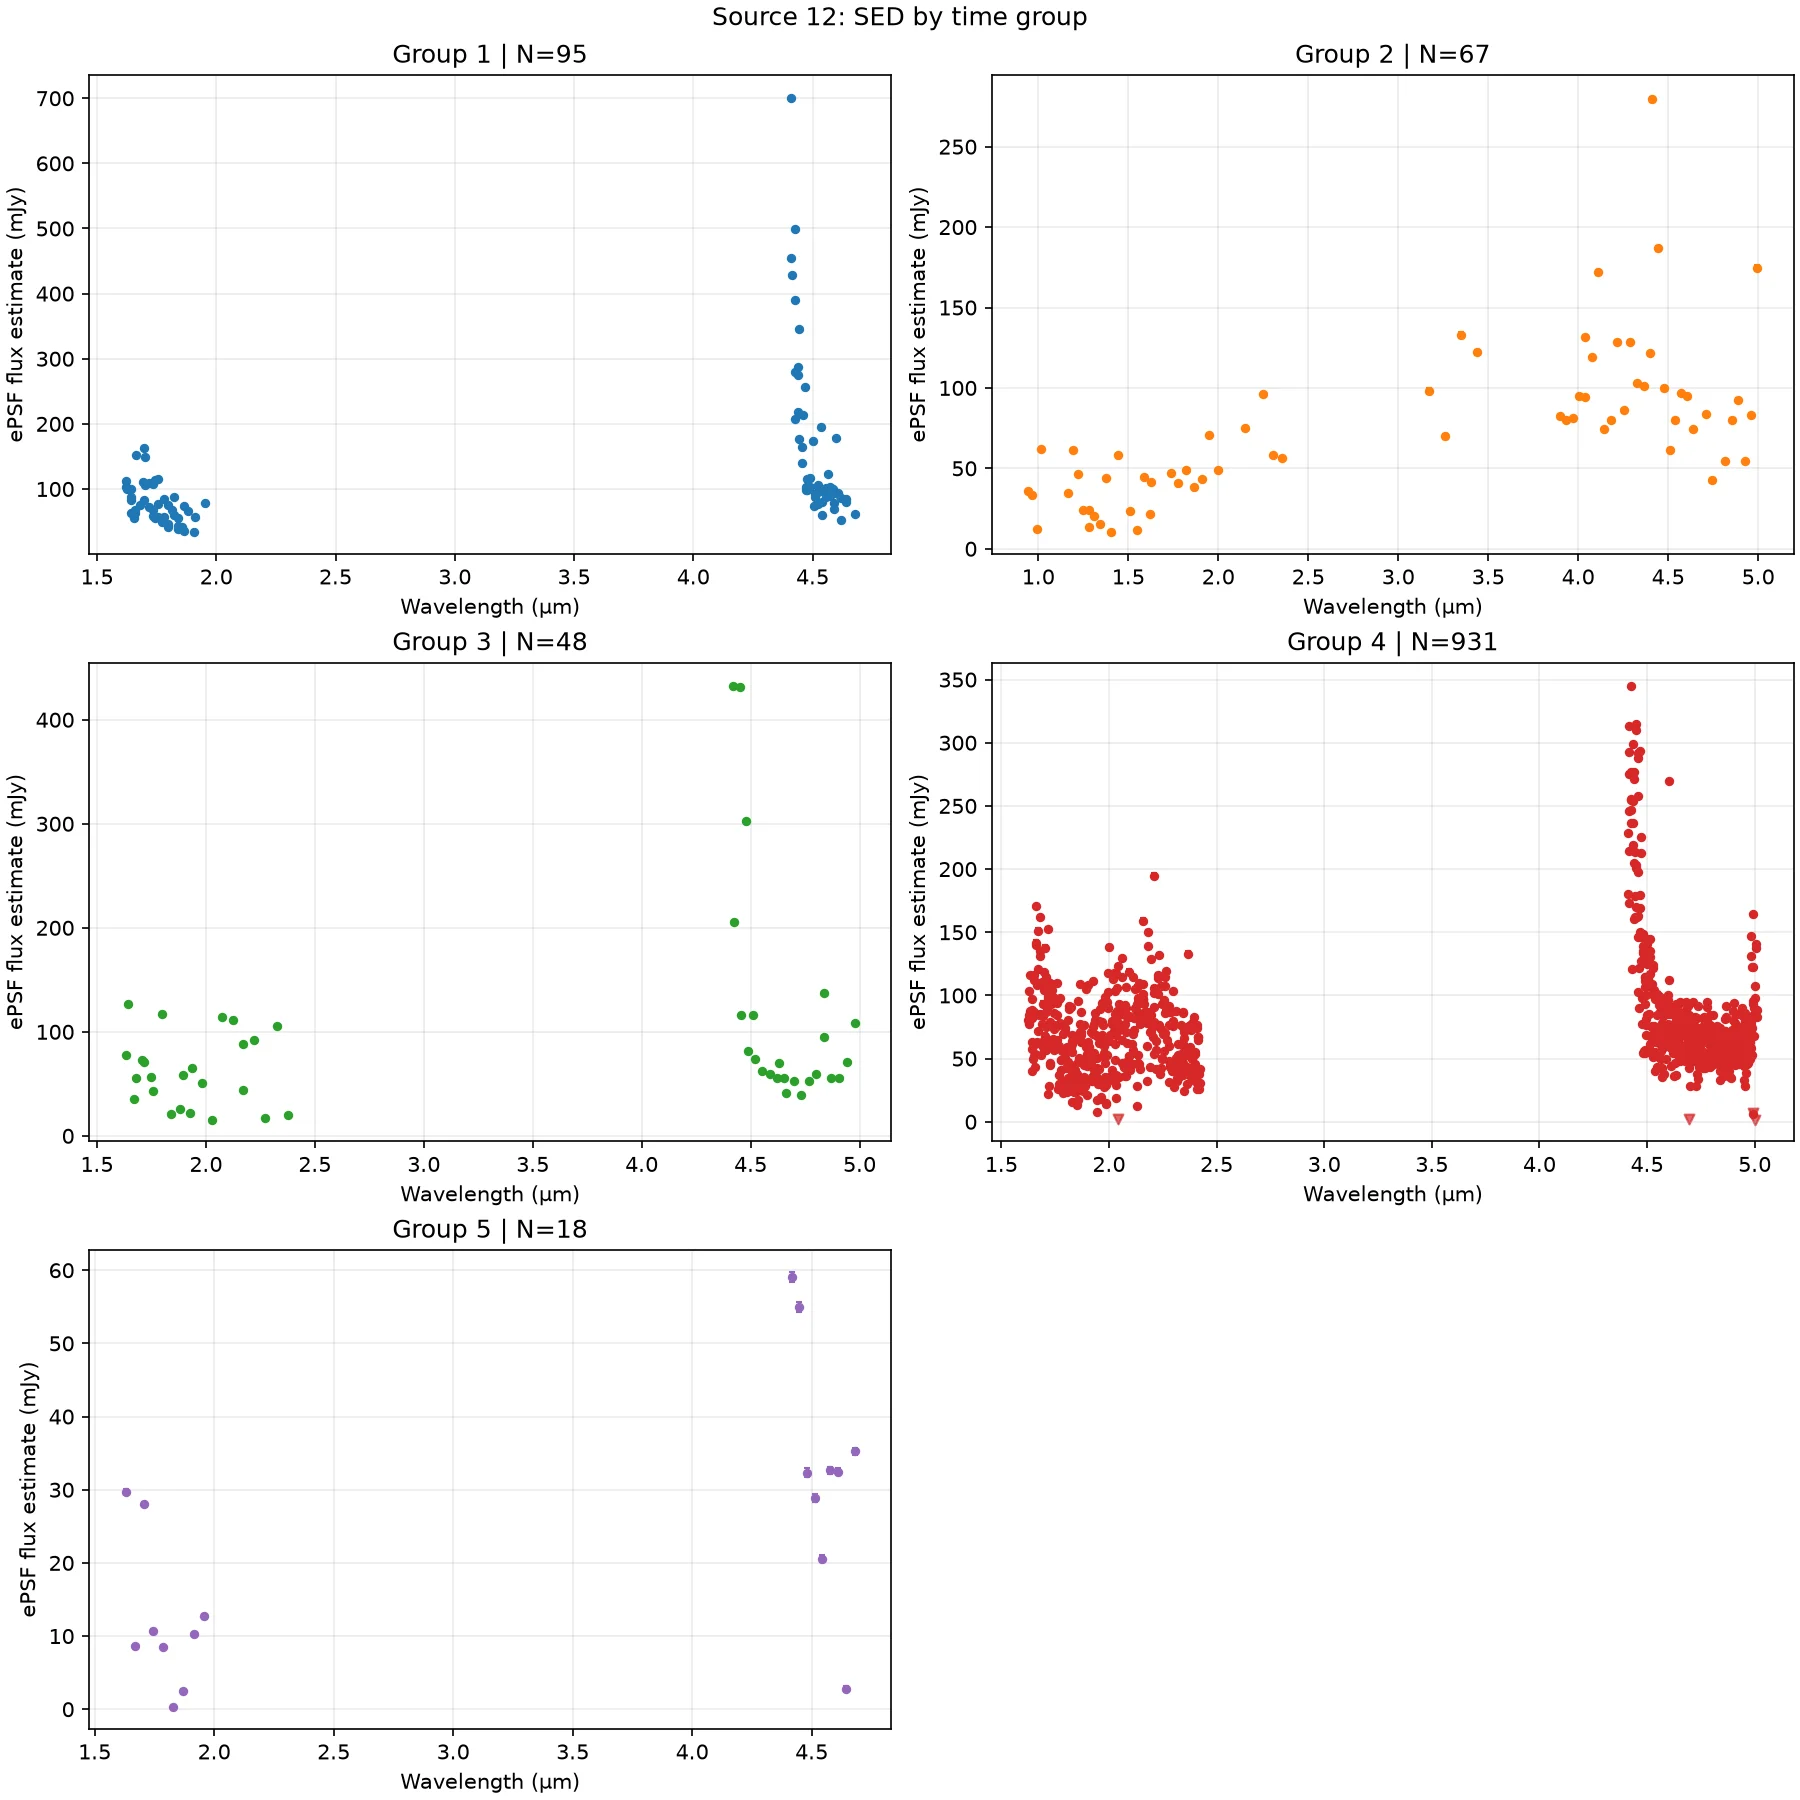 Source 12: SED by time group
Group 1 | N=95
ePSF flux estimate (mJy)
700
600
500
400
300
200
100
1.5 2.0 2.5 3.0 3.5 4.0 4.5
Wavelength (µm)
Group 2 | N=67
ePSF flux estimate (mJy)
250
200
150
100
50
0
1.0 1.5 2.0 2.5 3.0 3.5 4.0 4.5 5.0
Wavelength (µm)
Group 3 | N=48
ePSF flux estimate (mJy)
400
300
200
100
0
1.5 2.0 2.5 3.0 3.5 4.0 4.5 5.0
Wavelength (µm)
Group 4 | N=931
ePSF flux estimate (mJy)
350
300
250
200
150
100
50
0
1.5 2.0 2.5 3.0 3.5 4.0 4.5 5.0
Wavelength (µm)
Group 5 | N=18
ePSF flux estimate (mJy)
60
50
40
30
20
10
0
1.5 2.0 2.5 3.0 3.5 4.0 4.5
Wavelength (µm)